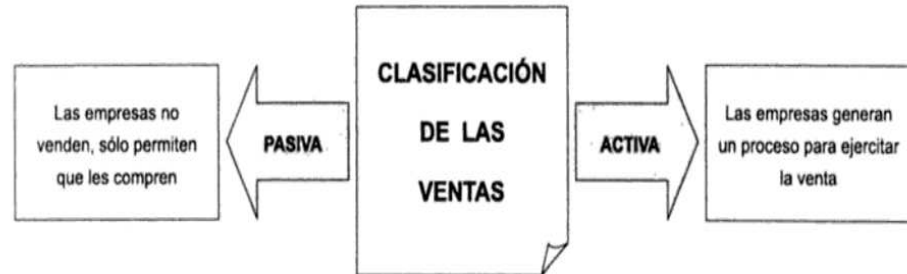 CLASIFICACIÓN
DE LAS
VENTAS
PASIVA
Las empresas no
venden, sólo permiten
que les compren
ACTIVA
Las empresas generan
un proceso para ejercitar
la venta